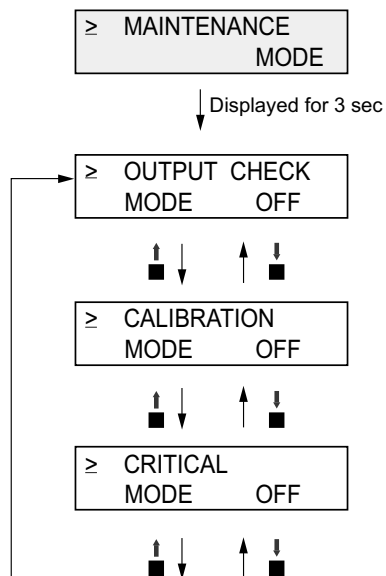 ≥ MAINTENANCE
MODE
Displayed for 3 sec
≥ OUTPUT CHECK
MODE OFF
≥ CALIBRATION
MODE OFF
≥ CRITICAL
MODE OFF